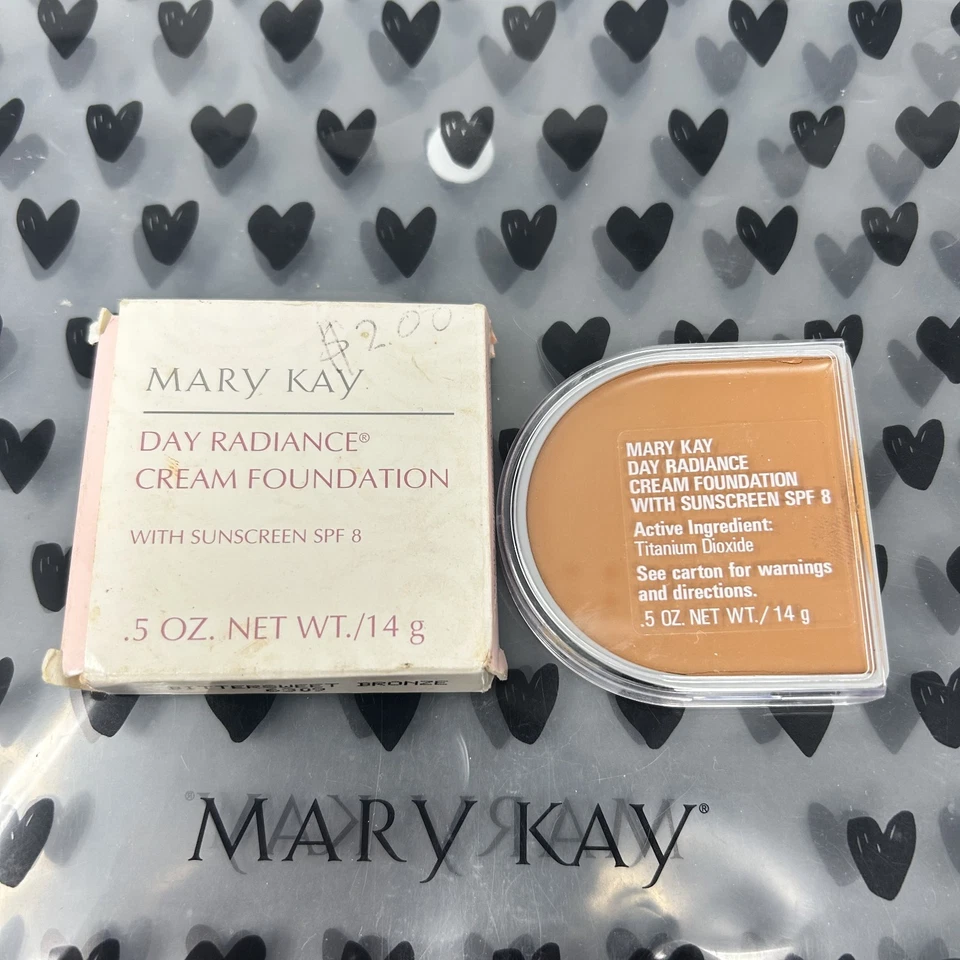 $2.00
MARY KAY
DAY RADIANCE®
CREAM FOUNDATION
WITH SUNSCREEN SPF 8
.5 OZ. NET WT./14 g
BITTERSWEET BRONZE
6309
MARY KAY
DAY RADIANCE
CREAM FOUNDATION
WITH SUNSCREEN SPF 8
Active Ingredient:
Titanium Dioxide
See carton for warnings
and directions.
.5 OZ. NET WT./ 14 g
MARY KAY®